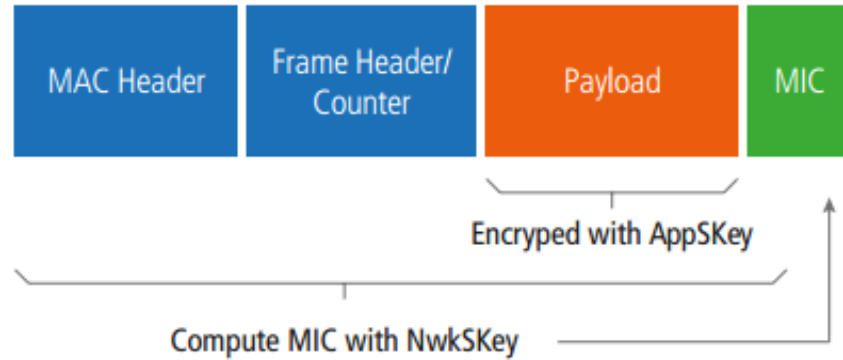 MAC Header
Frame Header/
Counter
Payload
MIC
Encryped with AppSKey
Compute MIC with NwkSKey